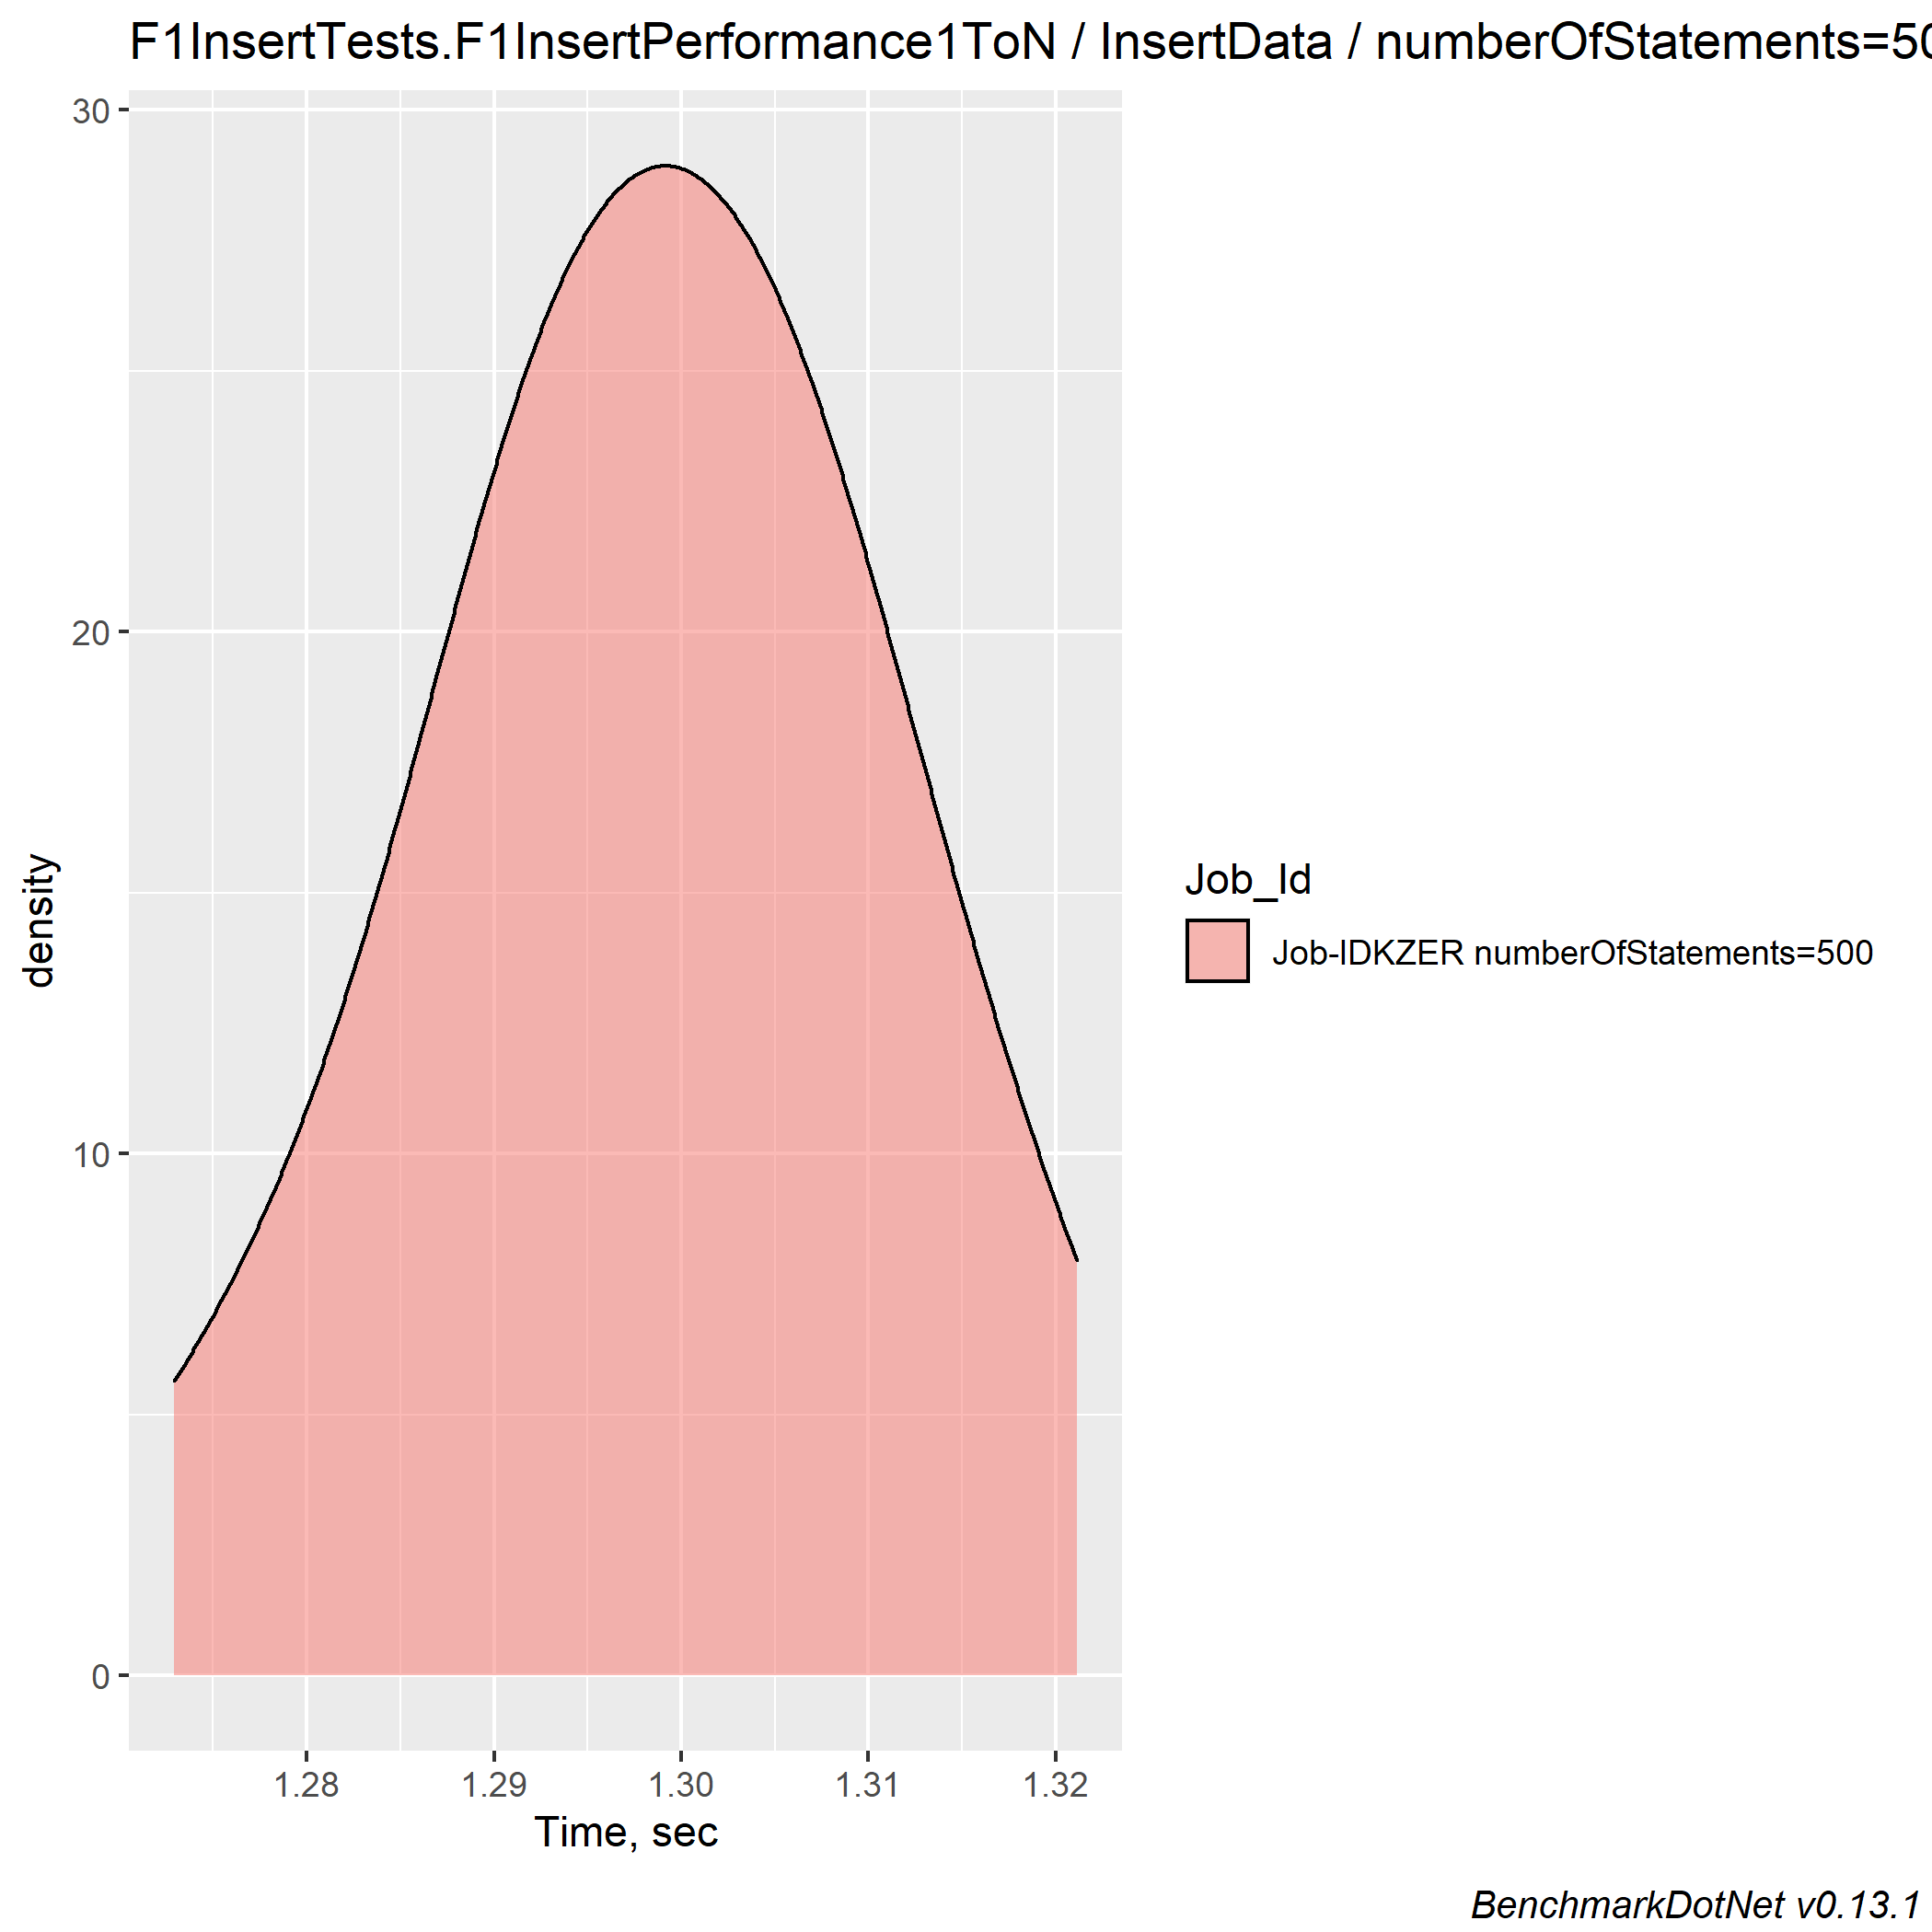 F1InsertTests.F1InsertPerformance1ToN / InsertData / numberOfStatements=50
30
20
10
0
density
1.28 1.29 1.30 1.31 1.32
Time, sec
Job_Id
Job-IDKZER numberOfStatements=500
BenchmarkDotNet v0.13.1